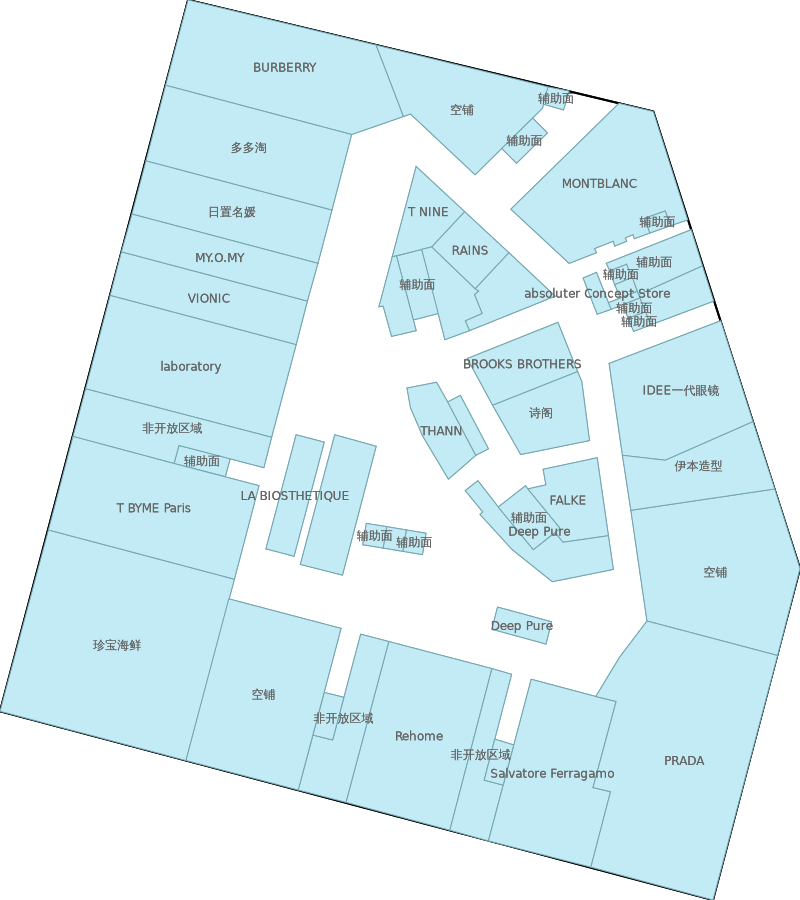 BURBERRY
空铺
辅助面
辅助面
多多淘
MONTBLANC
日置名媛
T NINE
辅助面
RAINS
MY.O.MY
辅助面
辅助面
辅助面
absoluter Concept Store
VIONIC
辅助面
辅助面
laboratory
BROOKS BROTHERS
IDEE一代眼镜
诗阁
非开放区域
THANN
辅助面
伊本造型
LA BIOSTHETIQUE
FALKE
T BYME Paris
辅助面
Deep Pure
辅助面
辅助面
空铺
Deep Pure
珍宝海鲜
空铺
非开放区域
Rehome
非开放区域
PRADA
Salvatore Ferragamo